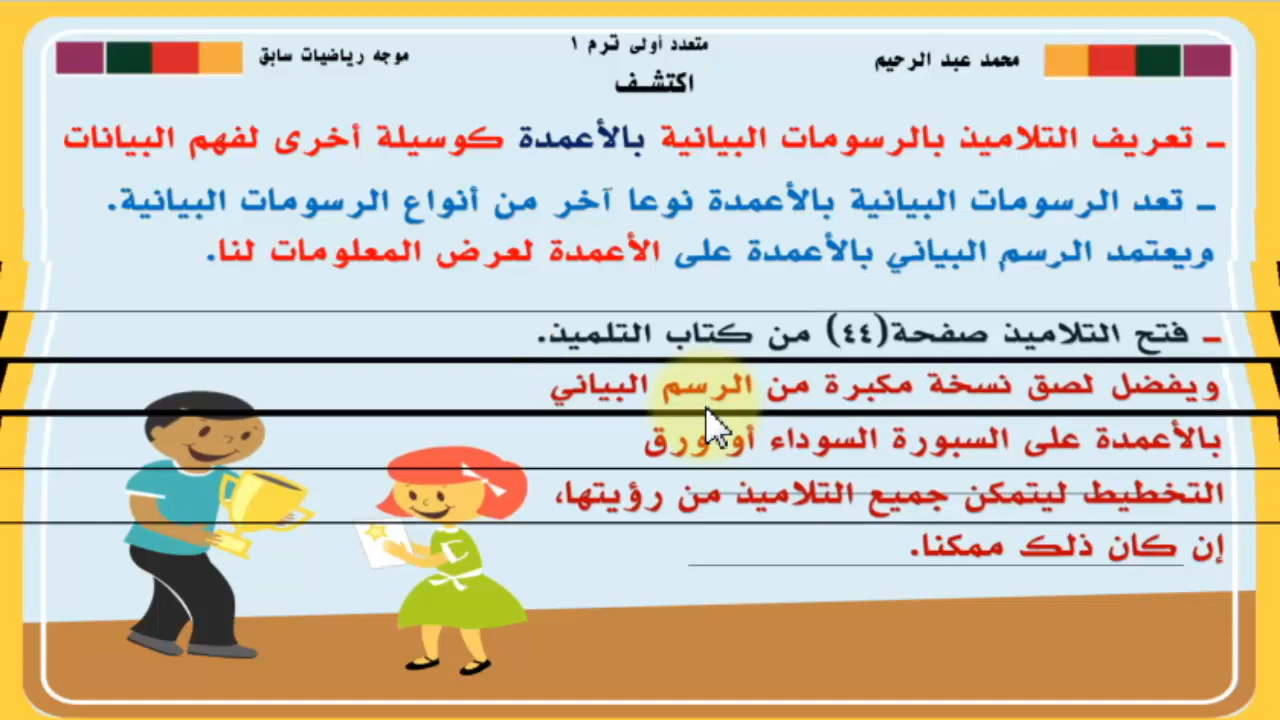 محمد عبد الرحيم
متعدد أولى ترم ١
موجه رياضيات سابق
اكتشف
ـ تعريف التلاميذ بالرسومات البيانية بالأعمدة كوسيلة أخرى لفهم البيانات
ـ تعد الرسومات البيانية بالأعمدة نوعا آخر من أنواع الرسومات البيانية.
ويعتمد الرسم البياني بالأعمدة على الأعمدة لعرض المعلومات لنا.
ـ فتح التلاميذ صفحة(٤٤) من كتاب التلميذ.
ويفضل لصق نسخة مكبرة من الرسم البياني
بالأعمدة على السبورة السوداء أو ورق
التخطيط ليتمكن جميع التلاميذ من رؤيتها،
إن كان ذلك ممكنا.